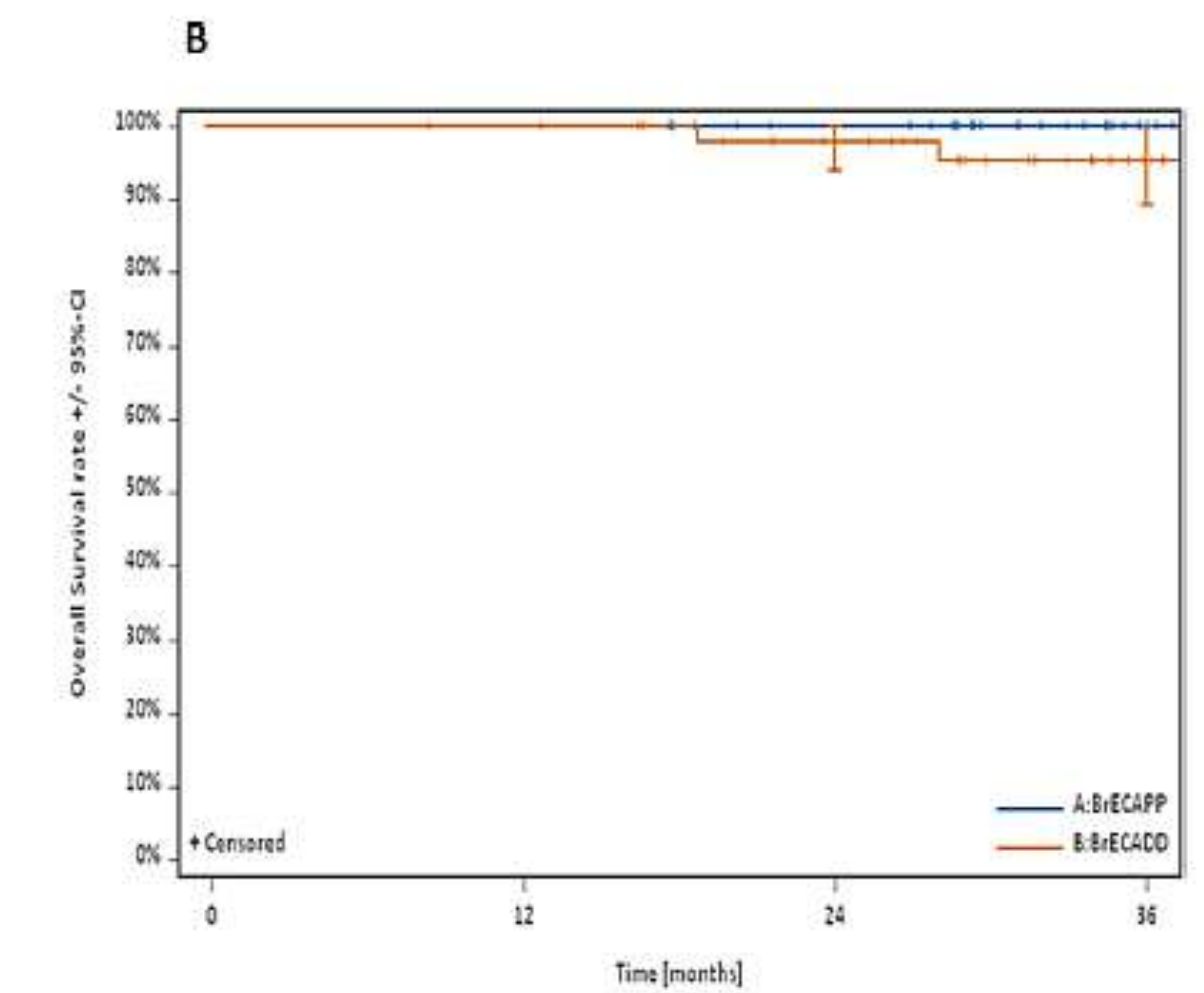 B
100%
90%
80%
70%
60%
50%
40%
30%
20%
10%
0%
Overall Survival rate +/- 95%-CI
+ Censored
A:BrECAPP
B:BrECADD
0 12 24 36
Time [months]